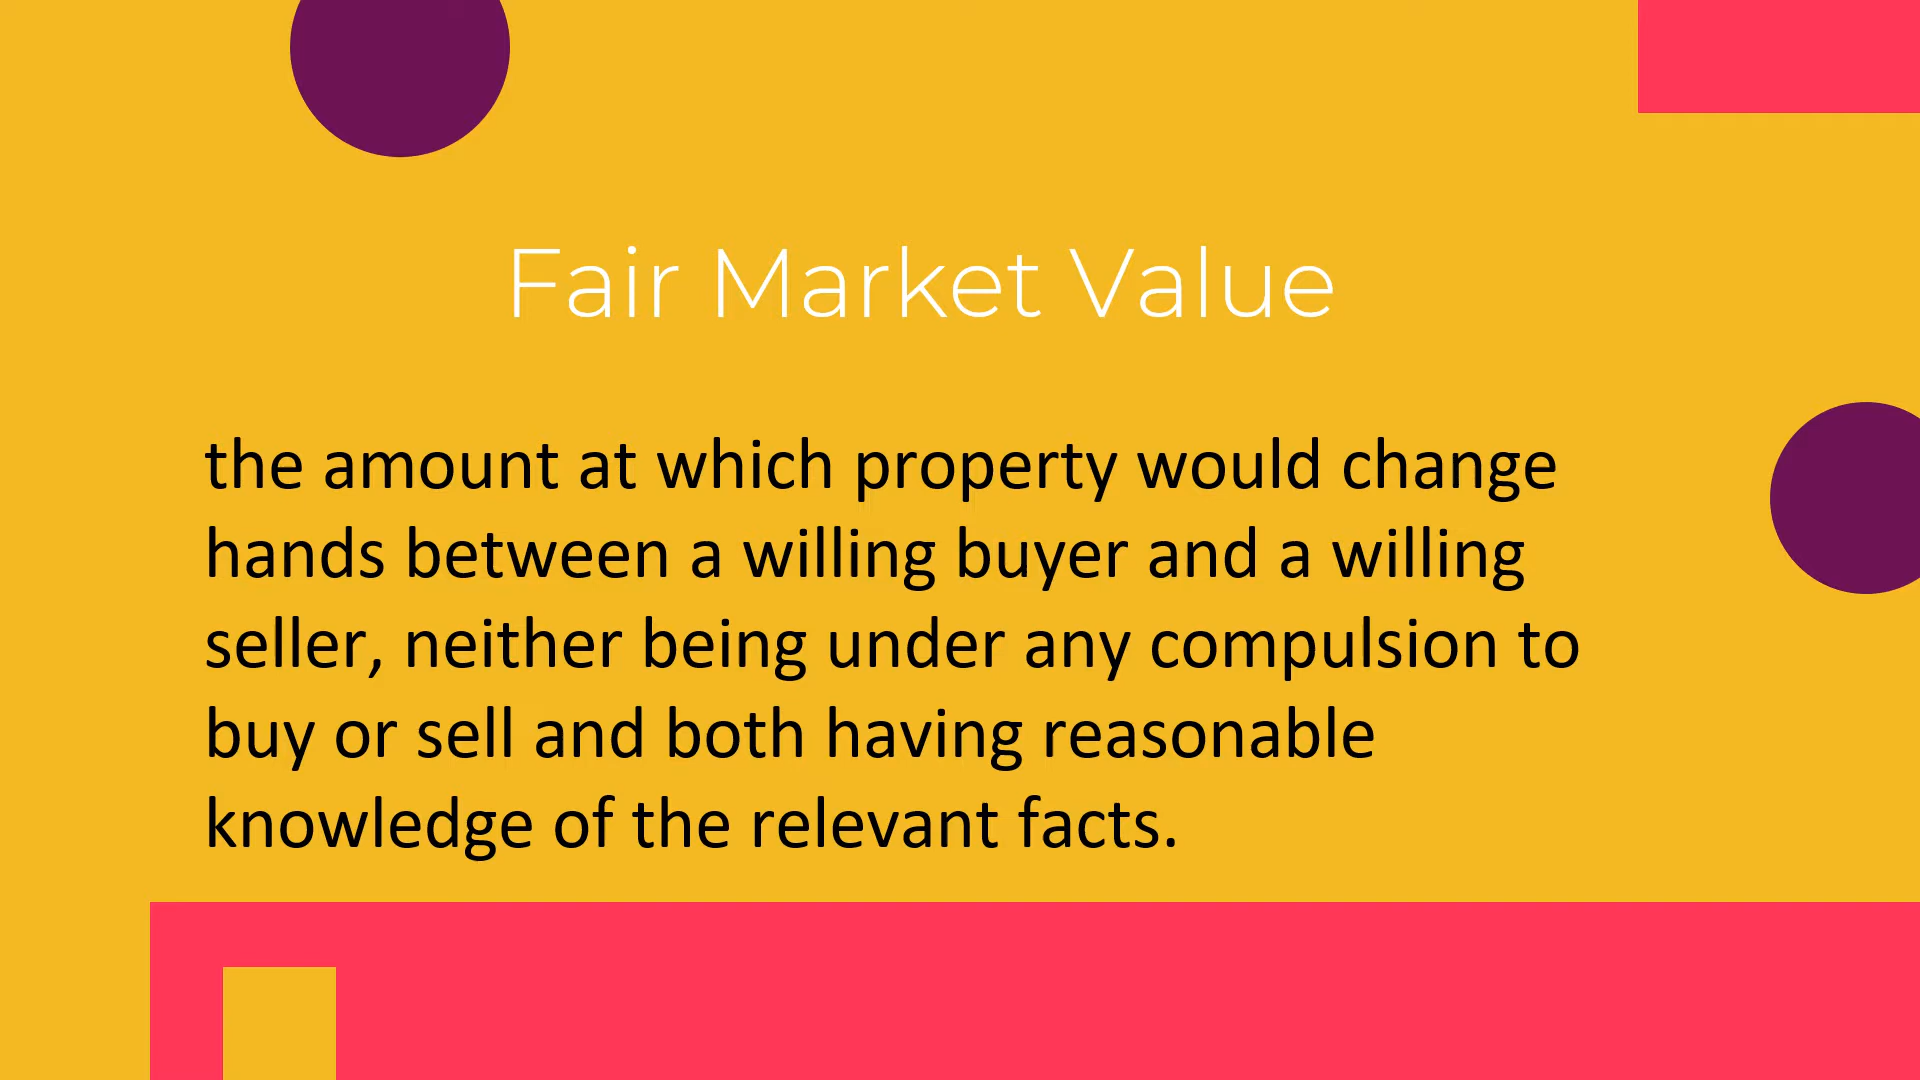 Fair Market Value
the amount at which property would change
hands between a willing buyer and a willing
seller, neither being under any compulsion to
buy or sell and both having reasonable
knowledge of the relevant facts.